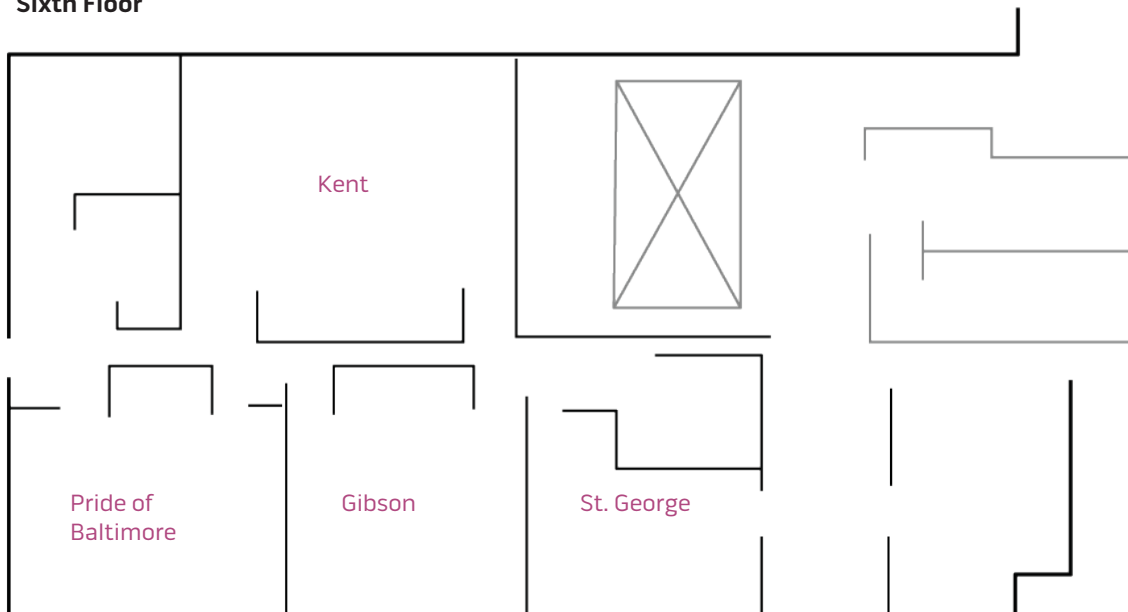 Sixth Floor
Kent
Pride of
Baltimore
Gibson
St. George